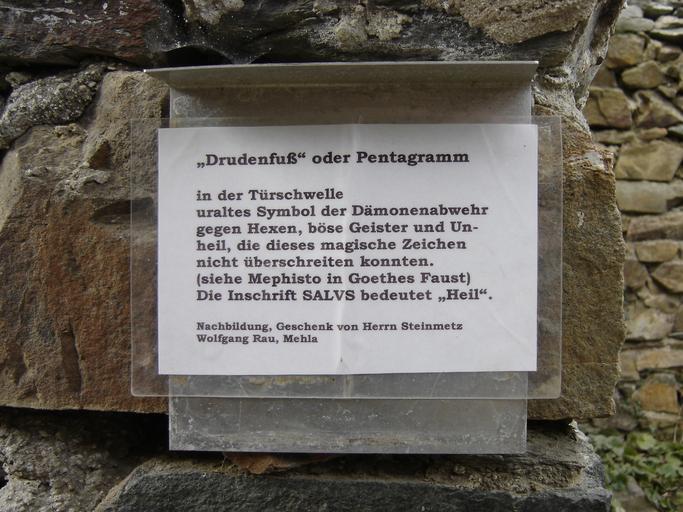 „Drudenfuß“ oder Pentagramm
in der Türschwelle
uraltes Symbol der Dämonenabwehr
gegen Hexen, böse Geister und Un-
heil, die dieses magische Zeichen
nicht überschreiten konnten.
(siehe Mephisto in Goethes Faust)
Die Inschrift SALVS bedeutet „Heil“.
Nachbildung, Geschenk von Herrn Steinmetz
Wolfgang Rau, Mehla